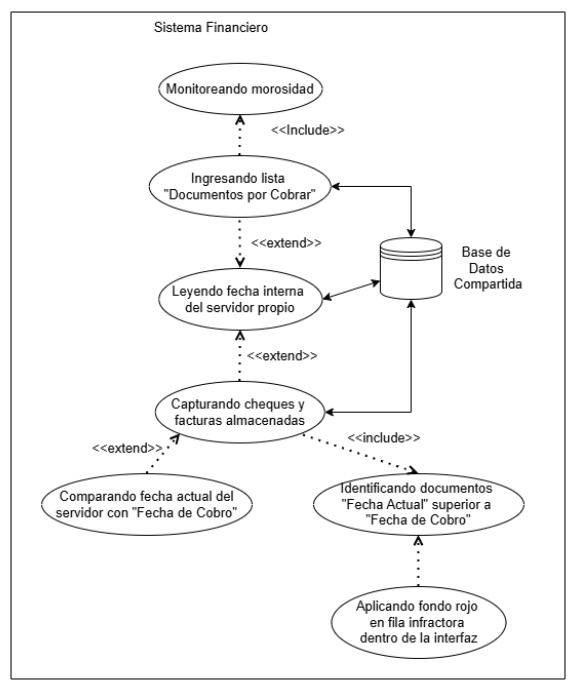 Sistema Financiero
Monitoreando morosidad
<<Include>>
Ingresando lista
"Documentos por Cobrar"
<<extend>>
Base de
Datos
Compartida
Leyendo fecha interna
del servidor propio
<<extend>>
Capturando cheques y
facturas almacenadas
<<extend>>
<<include>>
Comparando fecha actual del
servidor con "Fecha de Cobro"
Identificando documentos
"Fecha Actual" superior a
"Fecha de Cobro"
Aplicando fondo rojo
en fila infractora
dentro de la interfaz